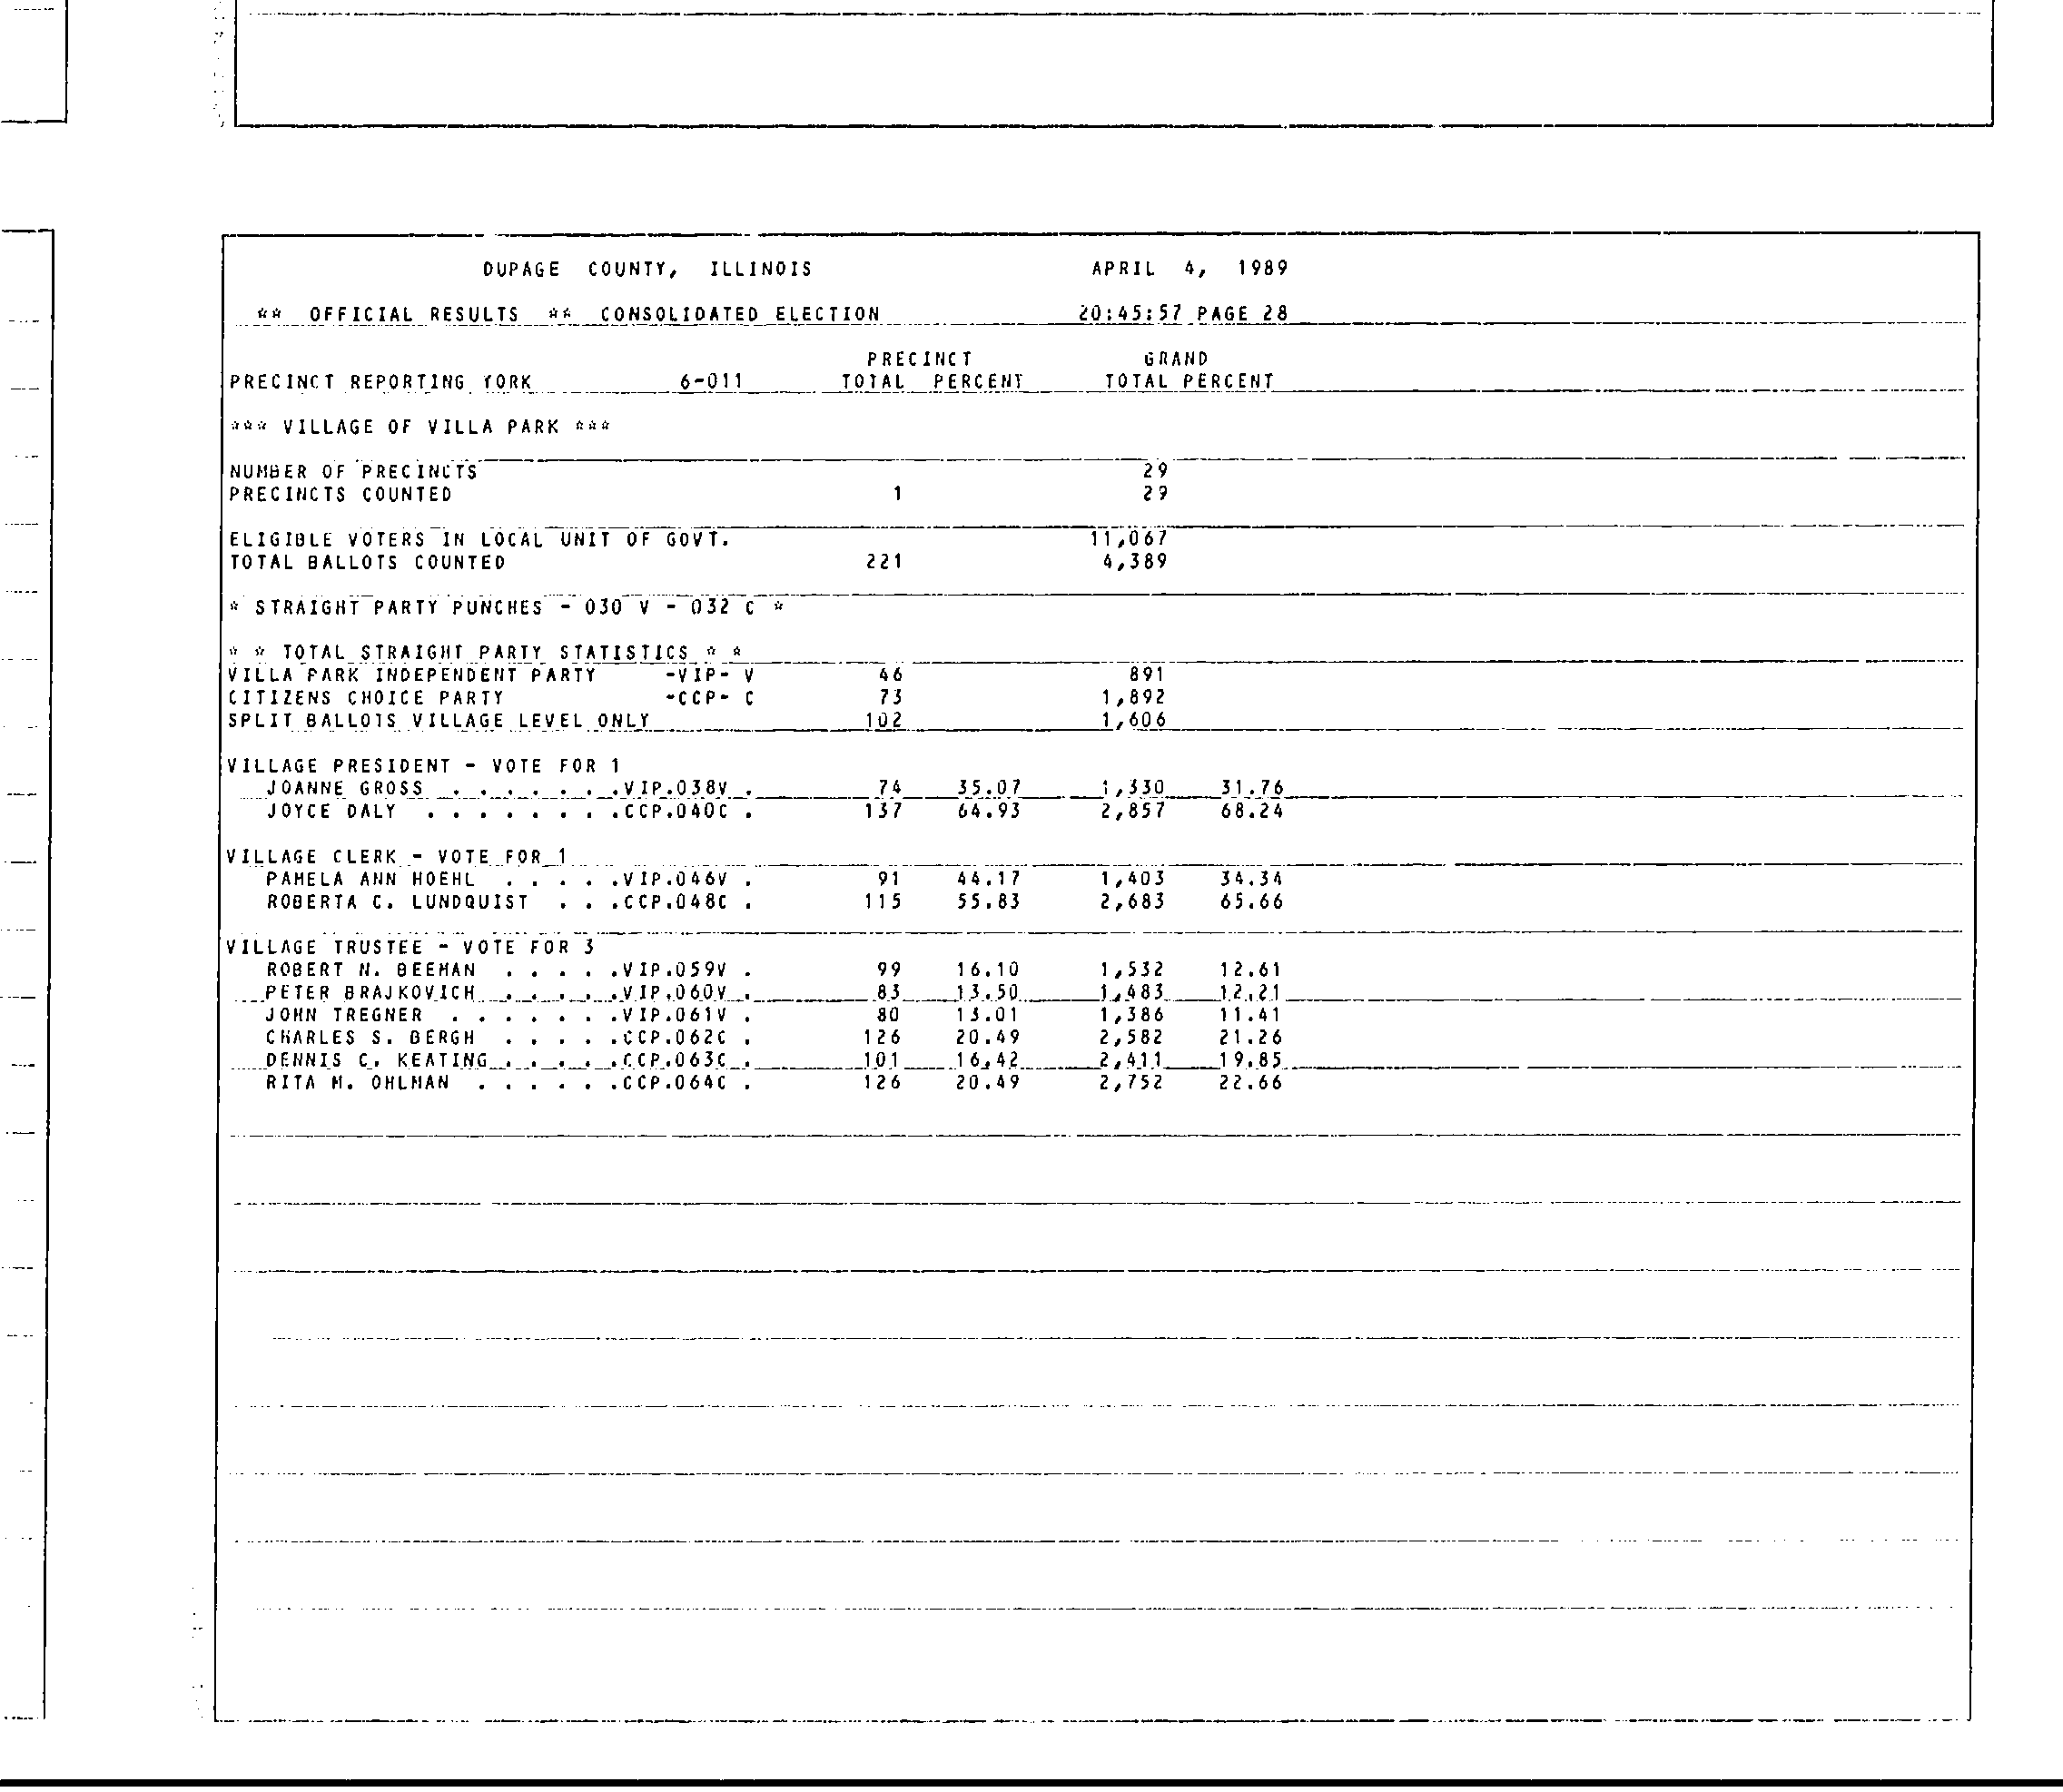 DUPAGE COUNTY, ILLINOIS APRIL 4, 1989
** OFFICIAL RESULTS ** CONSOLIDATED ELECTION 20:45:57 PAGE 28
PRECINCT GRAND
PRECINCT REPORTING YORK 6-011 TOTAL PERCENT TOTAL PERCENT
*** VILLAGE OF VILLA PARK ***
NUMBER OF PRECINCTS 29
PRECINCTS COUNTED 1 29
ELIGIBLE VOTERS IN LOCAL UNIT OF GOVT. 11,067
TOTAL BALLOTS COUNTED 221 4,389
* STRAIGHT PARTY PUNCHES - 030 V - 032 C *
* * TOTAL STRAIGHT PARTY STATISTICS * *
VILLA PARK INDEPENDENT PARTY -VIP- V 46 891
CITIZENS CHOICE PARTY -CCP- C 73 1,892
SPLIT BALLOTS VILLAGE LEVEL ONLY 102 1,606
VILLAGE PRESIDENT - VOTE FOR 1
JOANNE GROSS . . . . . . .VIP.038V . 74 35.07 1,330 31.76
JOYCE DALY . . . . . . . .CCP.040C . 137 64.93 2,857 68.24
VILLAGE CLERK - VOTE FOR 1
PAMELA ANN HOEHL . . . . .VIP.046V . 91 44.17 1,403 34.34
ROBERTA C. LUNDQUIST . . .CCP.048C . 115 55.83 2,683 65.66
VILLAGE TRUSTEE - VOTE FOR 3
ROBERT N. BEEMAN . . . . .VIP.059V . 99 16.10 1,532 12.61
PETER BRAJKOVICH . . . . .VIP.060V . 83 13.50 1,483 12.21
JOHN TREGNER . . . . . . .VIP.061V . 80 13.01 1,386 11.41
CHARLES S. BERGH . . . . .CCP.062C . 126 20.49 2,582 21.26
DENNIS C. KEATING . . . . .CCP.063C . 101 16.42 2,411 19.85
RITA M. OHLMAN . . . . . .CCP.064C . 126 20.49 2,752 22.66